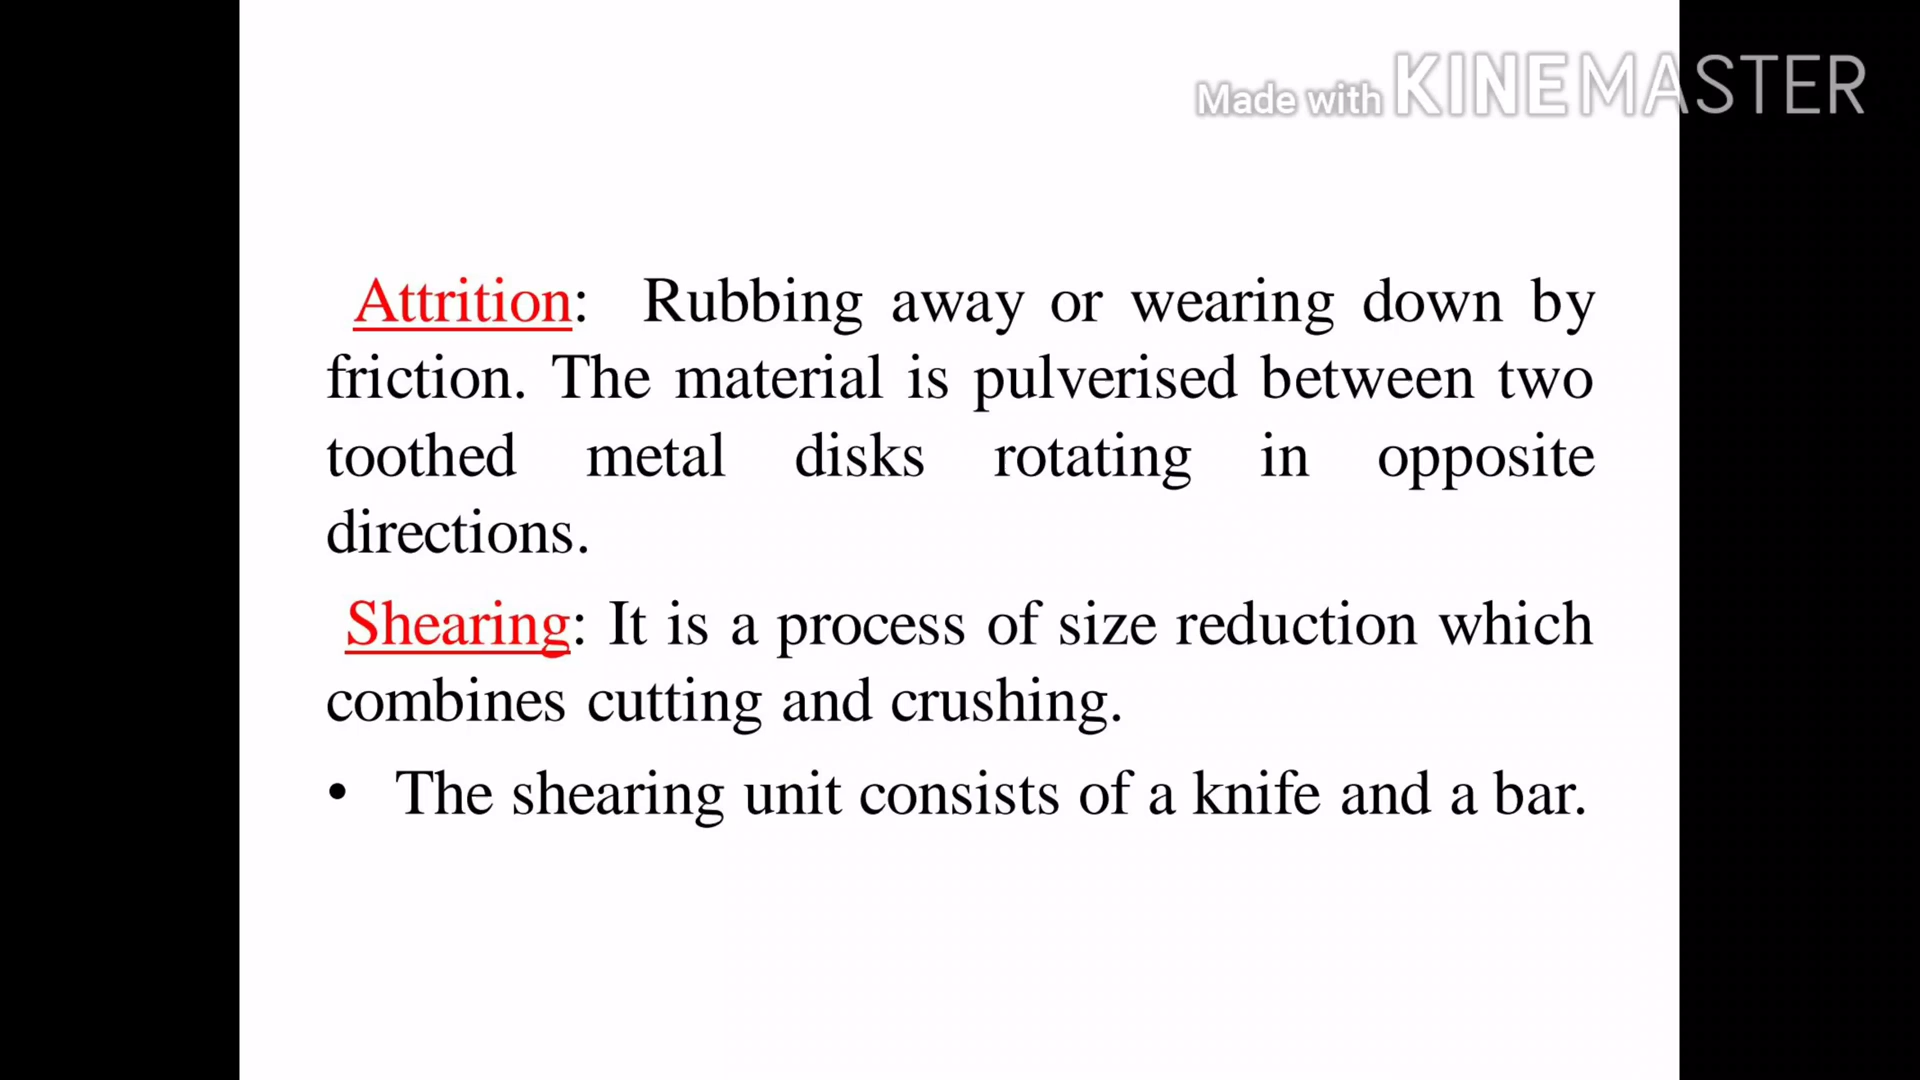 Made with KINEMASTER
Attrition: Rubbing away or wearing down by
friction. The material is pulverised between two
toothed metal disks rotating in opposite
directions.
Shearing: It is a process of size reduction which
combines cutting and crushing.
• The shearing unit consists of a knife and a bar.